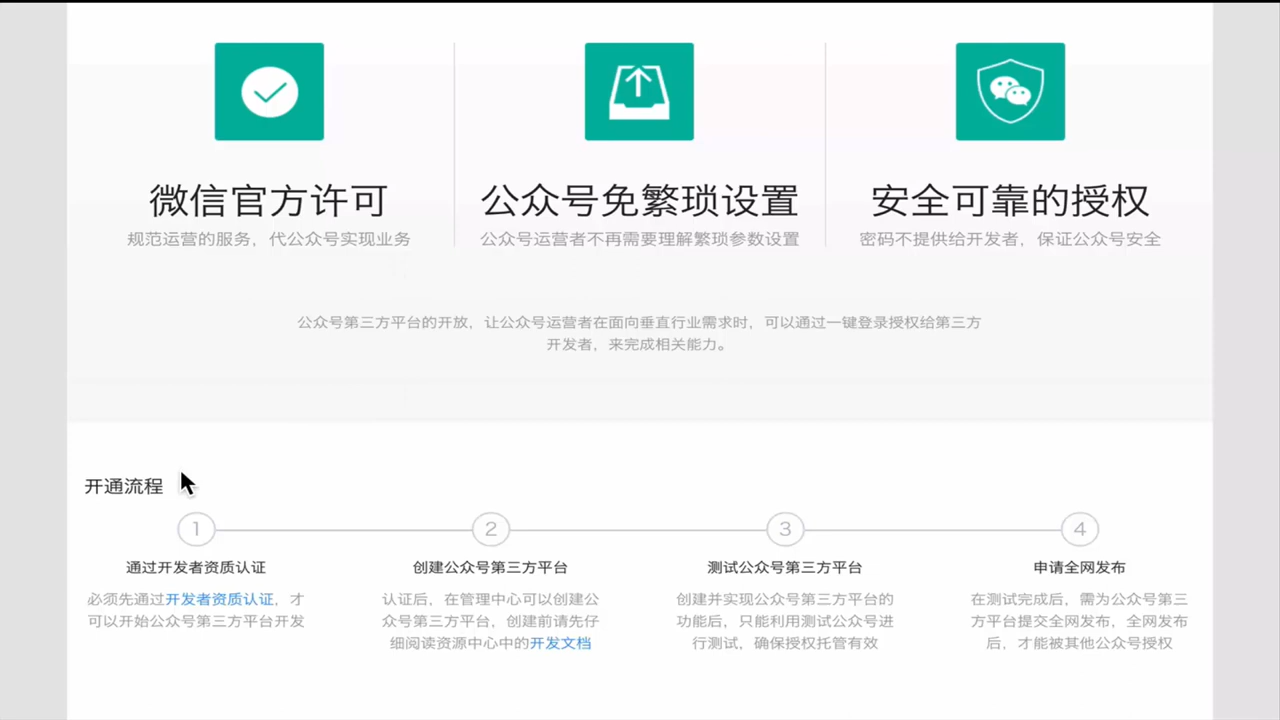 微信官方许可
规范运营的服务，代公众号实现业务
公众号免繁琐设置
公众号运营者不再需要理解繁琐参数设置
安全可靠的授权
密码不提供给开发者，保证公众号安全
公众号第三方平台的开放，让公众号运营者在面向垂直行业需求时，可以通过一键登录授权给第三方
开发者，来完成相关能力。
开通流程
1
通过开发者资质认证
必须先通过开发者资质认证，才
可以开始公众号第三方平台开发
2
创建公众号第三方平台
认证后，在管理中心可以创建公
众号第三方平台，创建前请先仔
细阅读资源中心中的开发文档
3
测试公众号第三方平台
创建并实现公众号第三方平台的
功能后，只能利用测试公众号进
行测试，确保授权托管有效
4
申请全网发布
在测试完成后，需为公众号第三
方平台提交全网发布，全网发布
后，才能被其他公众号授权